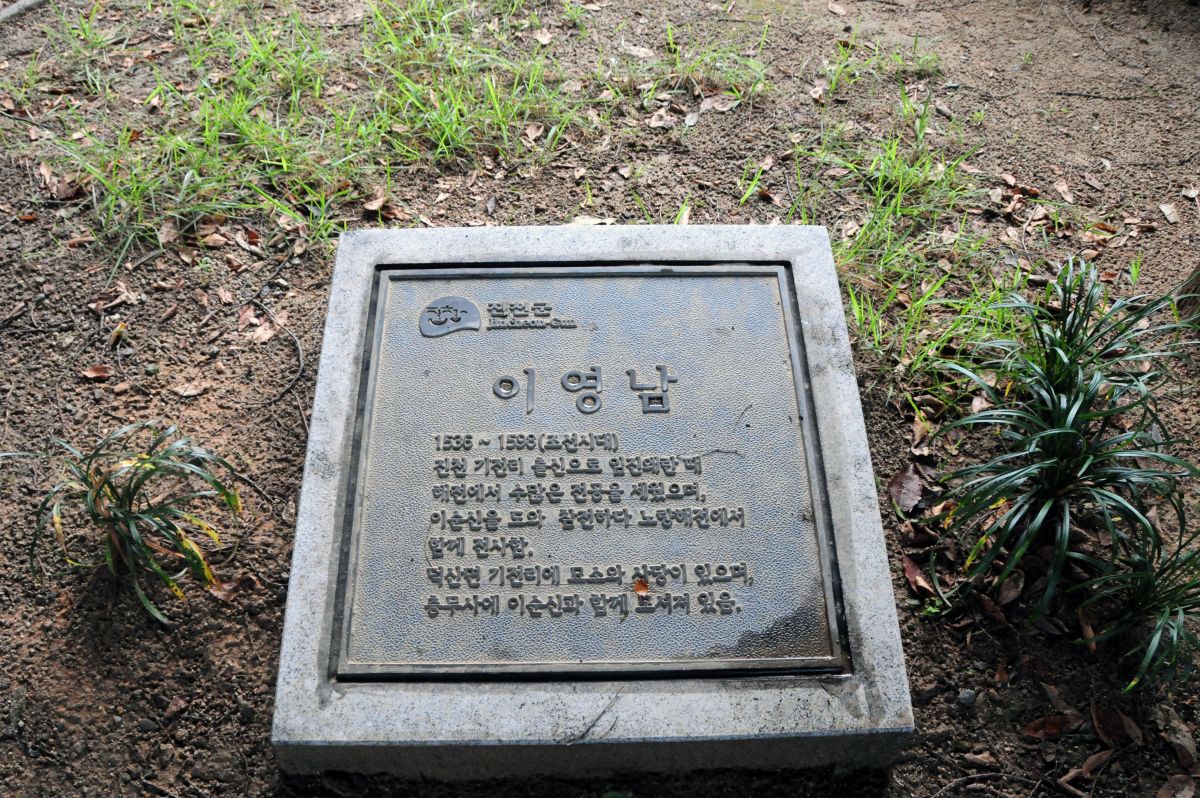 진천군
Jincheon-Gun
이영남
1536 ~ 1598(조선시대)
진천 기전리 출신으로 임진왜란 때
해전에서 수많은 전공을 세웠으며,
이순신을 도와 참전하다 노량해전에서
함께 전사함.
덕산면 기전리에 묘소와 사당이 있으며,
충무사에 이순신과 함께 모셔져 있음.